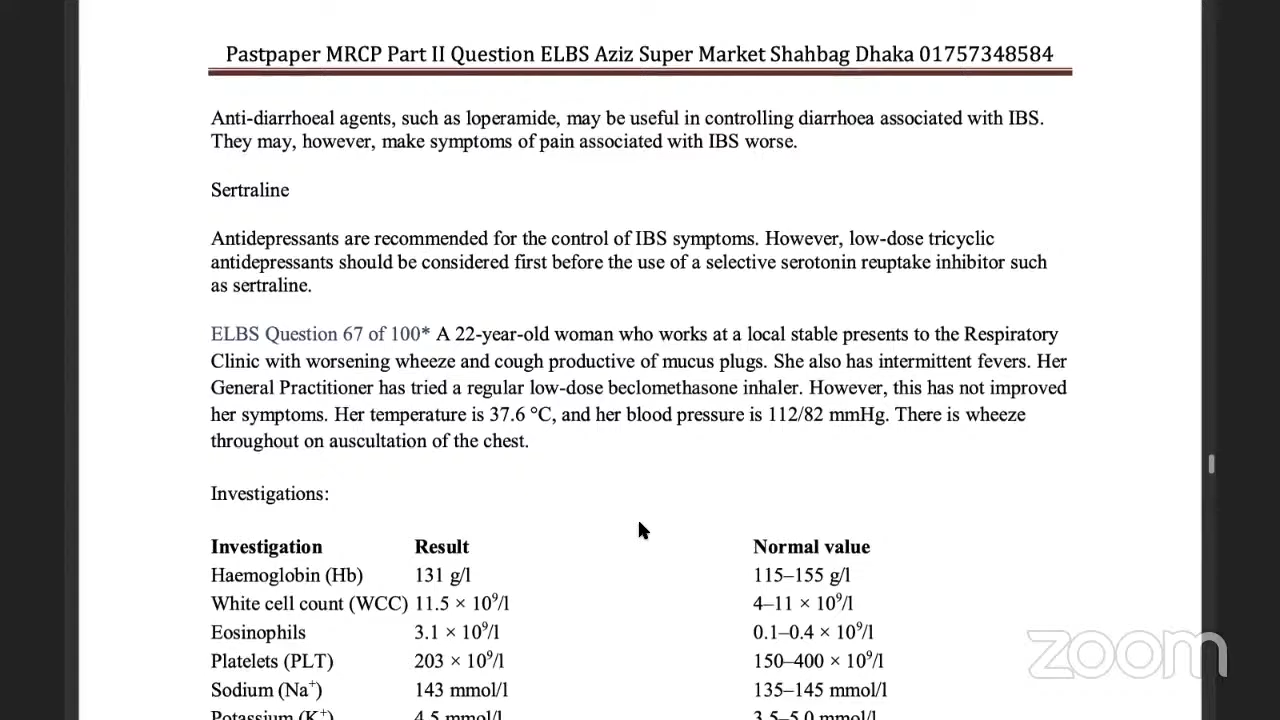 Pastpaper MRCP Part II Question ELBS Aziz Super Market Shahbag Dhaka 01757348584
Anti-diarrhoeal agents, such as loperamide, may be useful in controlling diarrhoea associated with IBS.
They may, however, make symptoms of pain associated with IBS worse.
Sertraline
Antidepressants are recommended for the control of IBS symptoms. However, low-dose tricyclic
antidepressants should be considered first before the use of a selective serotonin reuptake inhibitor such
as sertraline.
ELBS Question 67 of 100* A 22-year-old woman who works at a local stable presents to the Respiratory
Clinic with worsening wheeze and cough productive of mucus plugs. She also has intermittent fevers. Her
General Practitioner has tried a regular low-dose beclomethasone inhaler. However, this has not improved
her symptoms. Her temperature is 37.6 °C, and her blood pressure is 112/82 mmHg. There is wheeze
throughout on auscultation of the chest.
Investigations:
Investigation Result Normal value
Haemoglobin (Hb) 131 g/l 115–155 g/l
White cell count (WCC) 11.5 × 10⁹/l 4–11 × 10⁹/l
Eosinophils 3.1 × 10⁹/l 0.1–0.4 × 10⁹/l
Platelets (PLT) 203 × 10⁹/l 150–400 × 10⁹/l
Sodium (Na⁺) 143 mmol/l 135–145 mmol/l
Potassium (K⁺) 4.5 mmol/l 3.5–5.0 mmol/l
zoom